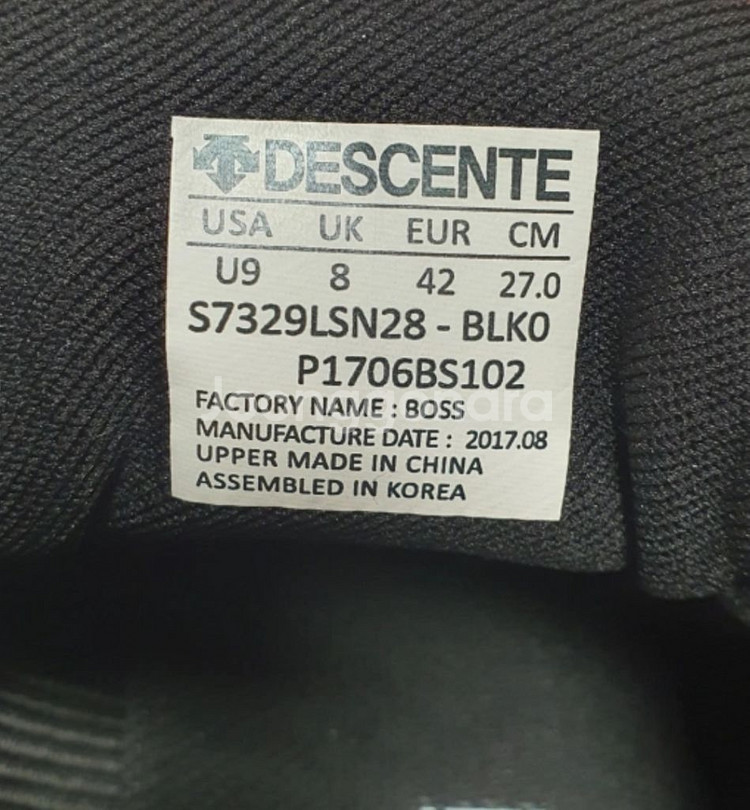 DESCENTE
USA UK EUR CM
U9 8 42 27.0
S7329LSN28 - BLK0
P1706BS102
FACTORY NAME : BOSS
MANUFACTURE DATE : 2017.08
UPPER MADE IN CHINA
ASSEMBLED IN KOREA